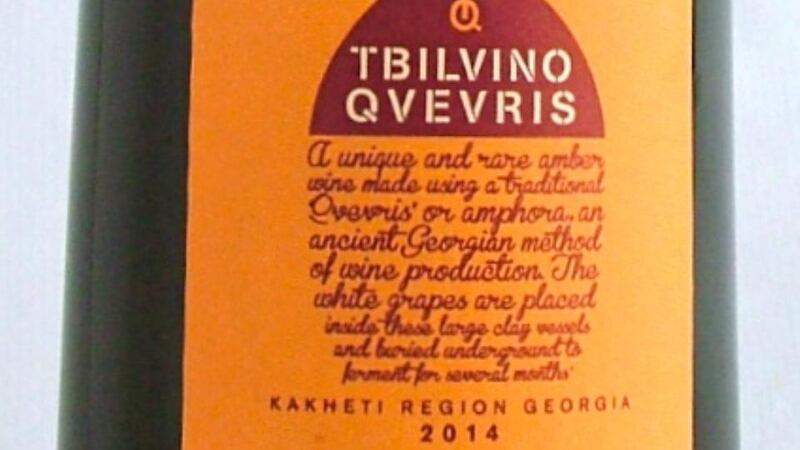 TBILVINO
QVEVRIS
A unique and rare amber
wine made using a traditional
'Qvevris' or amphora, an
ancient Georgian method
of wine production. The
white grapes are placed
inside these large clay vessels
and buried underground to
ferment for several months'
KAKHETI REGION GEORGIA
2014